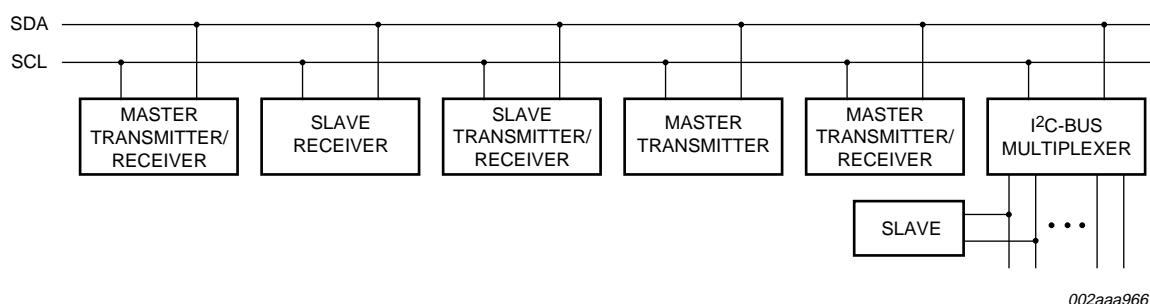 SDA
SCL
MASTER
TRANSMITTER/
RECEIVER
SLAVE
RECEIVER
SLAVE
TRANSMITTER/
RECEIVER
MASTER
TRANSMITTER
MASTER
TRANSMITTER/
RECEIVER
I²C-BUS
MULTIPLEXER
SLAVE
002aaa966